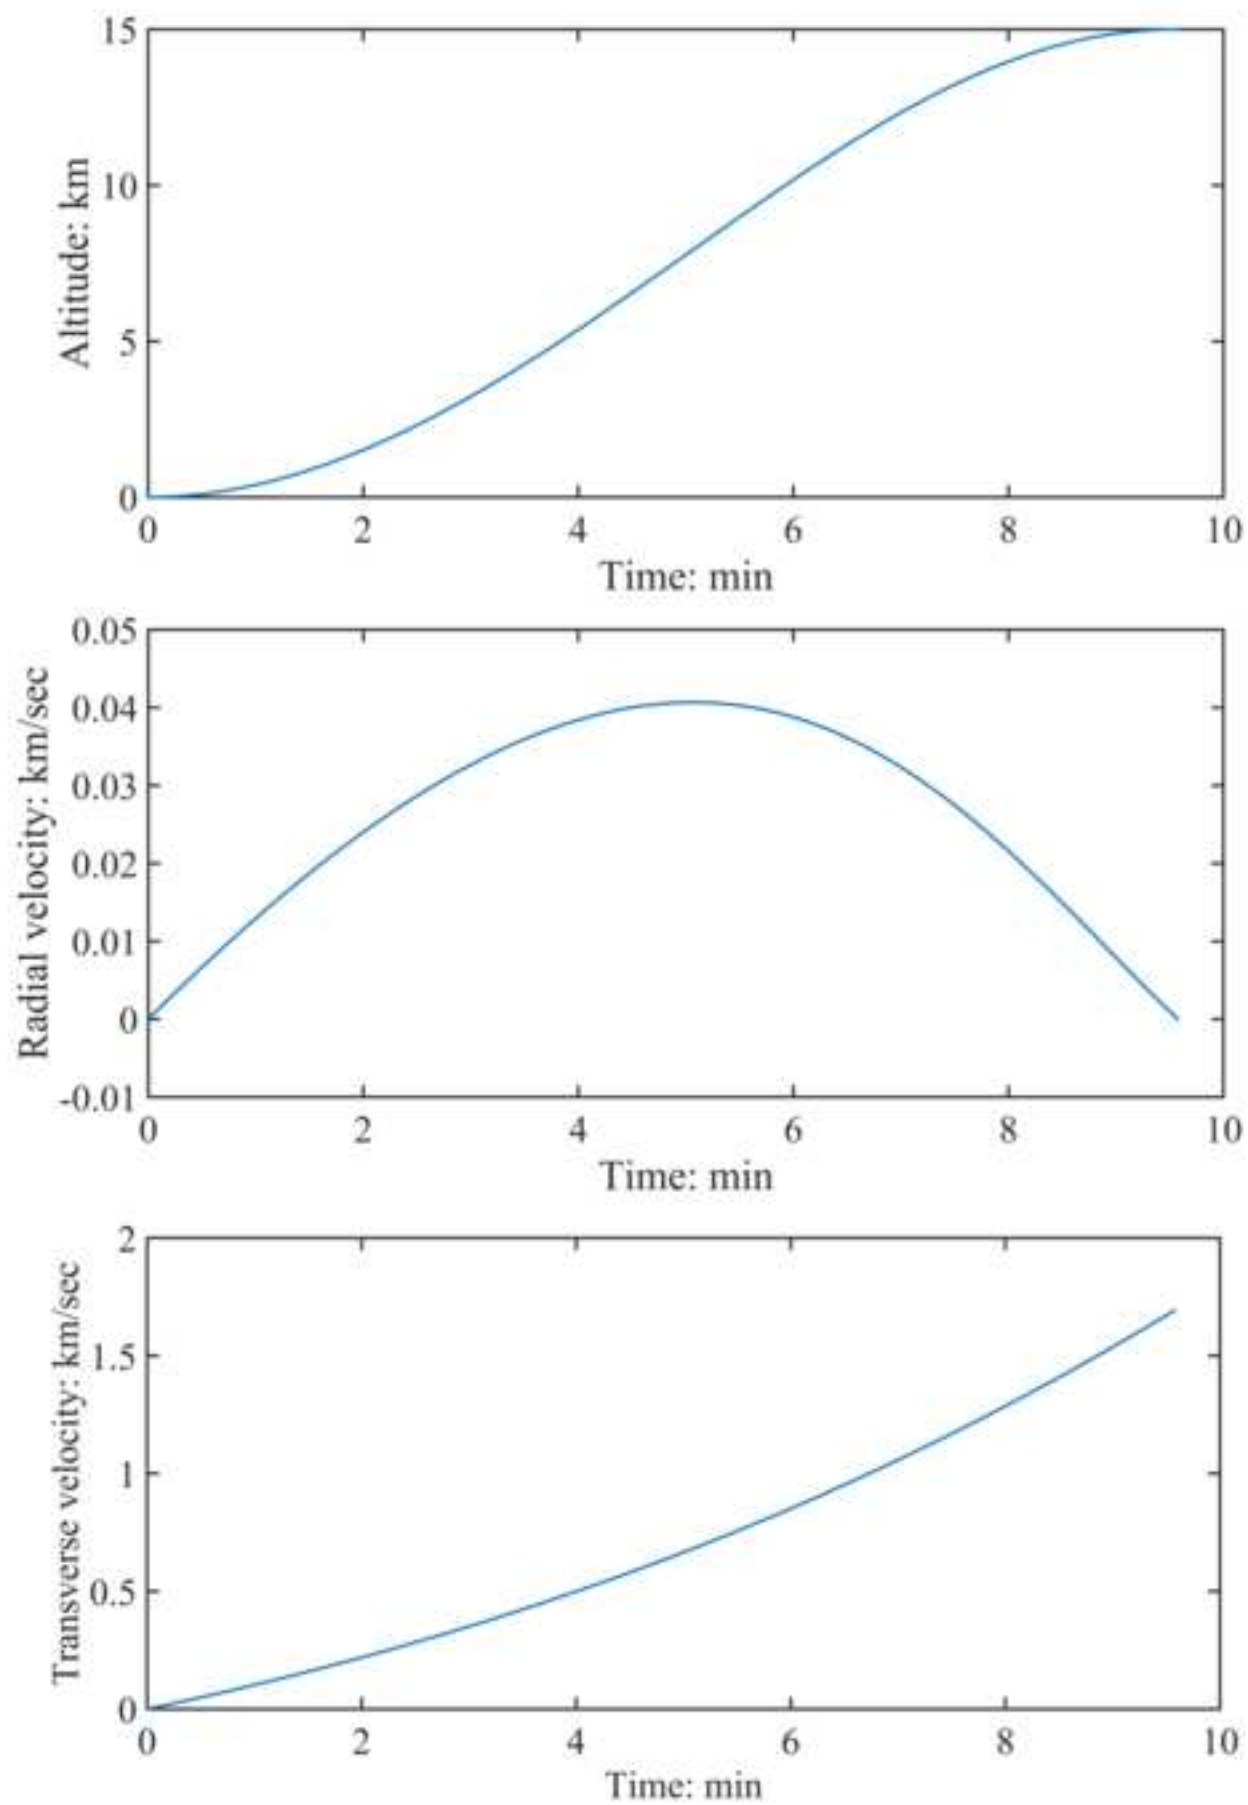 15
10
5
0
Altitude: km
0 2 4 6 8 10
Time: min
0.05
0.04
0.03
0.02
0.01
0
-0.01
Radial velocity: km/sec
0 2 4 6 8 10
Time: min
2
1.5
1
0.5
0
Transverse velocity: km/sec
0 2 4 6 8 10
Time: min